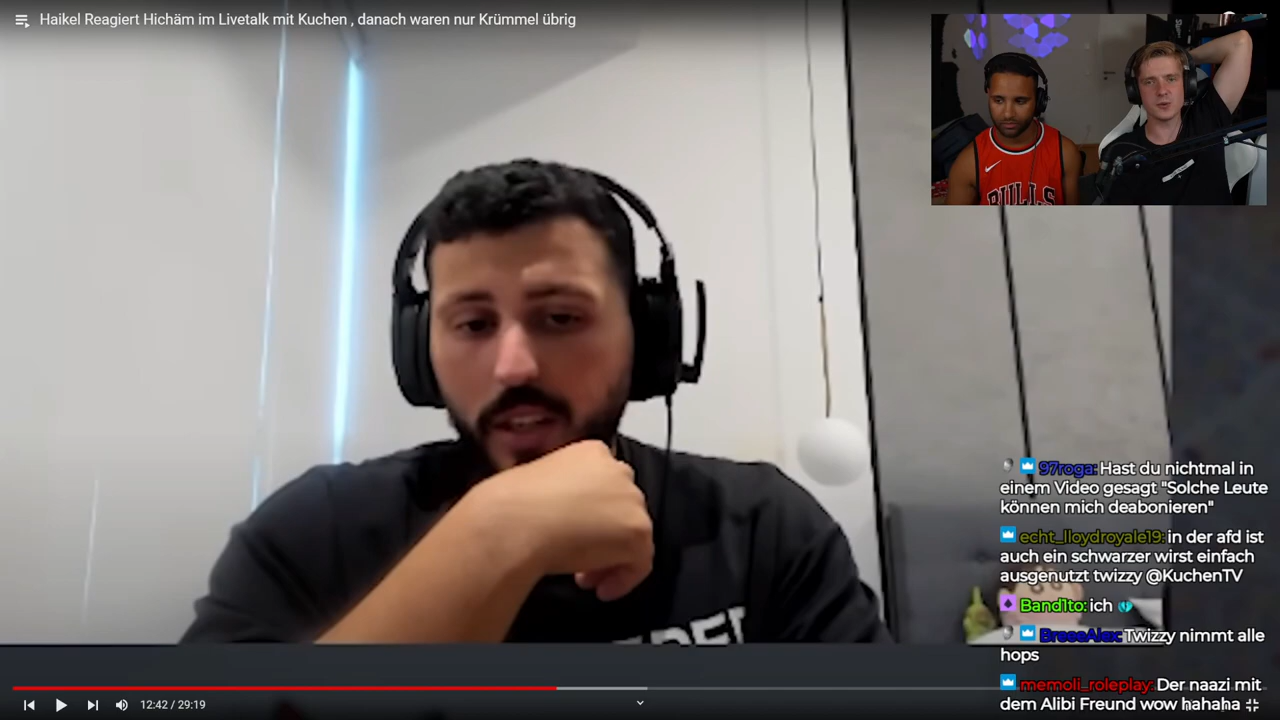 Haikel Reagiert Hichäm im Livetalk mit Kuchen , danach waren nur Krümmel übrig
BULLS
97roga: Hast du nichtmal in
einem Video gesagt "Solche Leute
können mich deabonieren"
echt_lloydroyale19: in der afd ist
auch ein schwarzer wirst einfach
ausgenutzt twizzy @KuchenTV
Band1to: ich
BreeeAlex: Twizzy nimmt alle
hops
memoli_roleplay: Der naazi mit
dem Alibi Freund wow hahaha
12:42 / 29:19